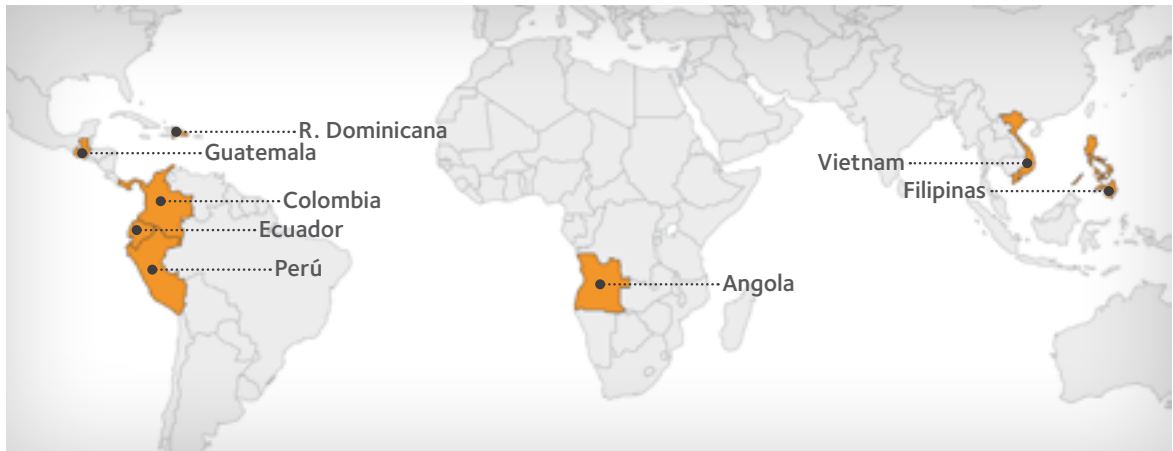 R. Dominicana
Guatemala
Colombia
Ecuador
Perú
Angola
Vietnam
Filipinas